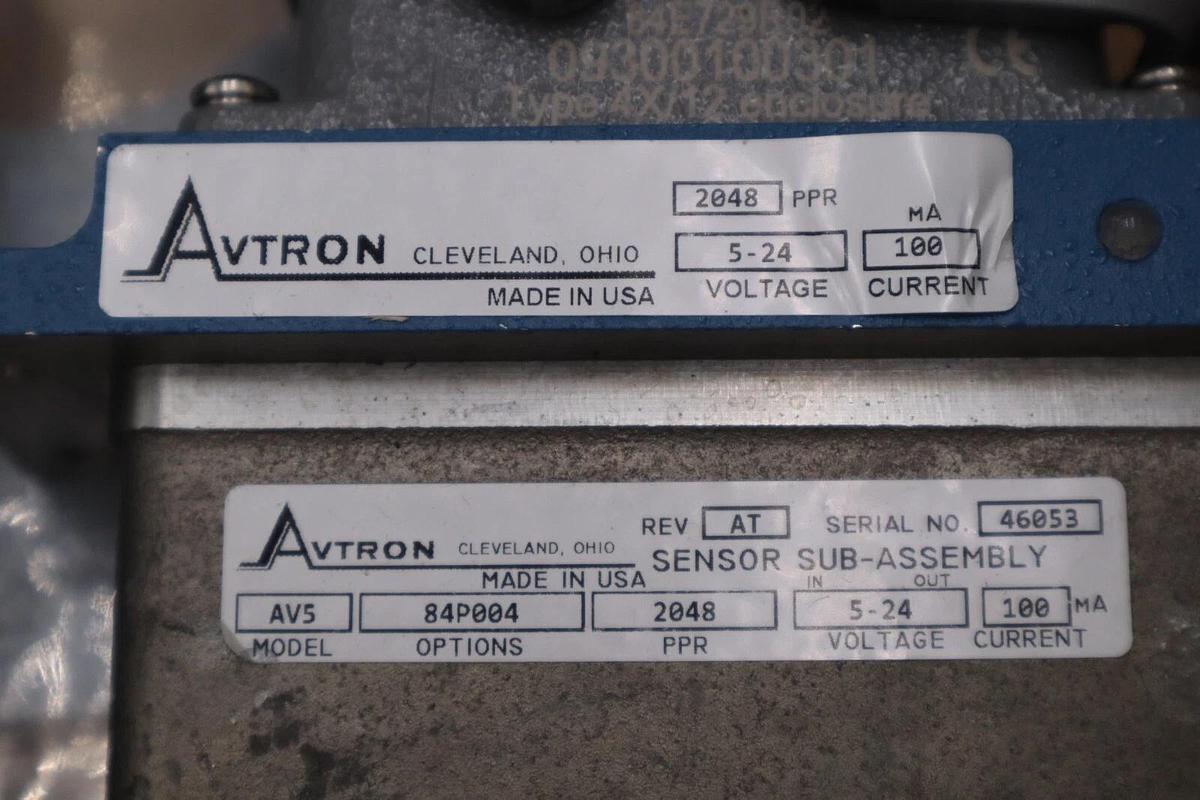 09300100301
Type 4X/12 enclosure
CE
2048 PPR
AVTRON CLEVELAND, OHIO
MADE IN USA
5-24
VOLTAGE
MA
100
CURRENT
AVTRON CLEVELAND, OHIO
MADE IN USA
REV AT SERIAL NO. 46053
SENSOR SUB-ASSEMBLY
IN OUT
AV5 84P004 2048 5-24 100 MA
MODEL OPTIONS PPR VOLTAGE CURRENT